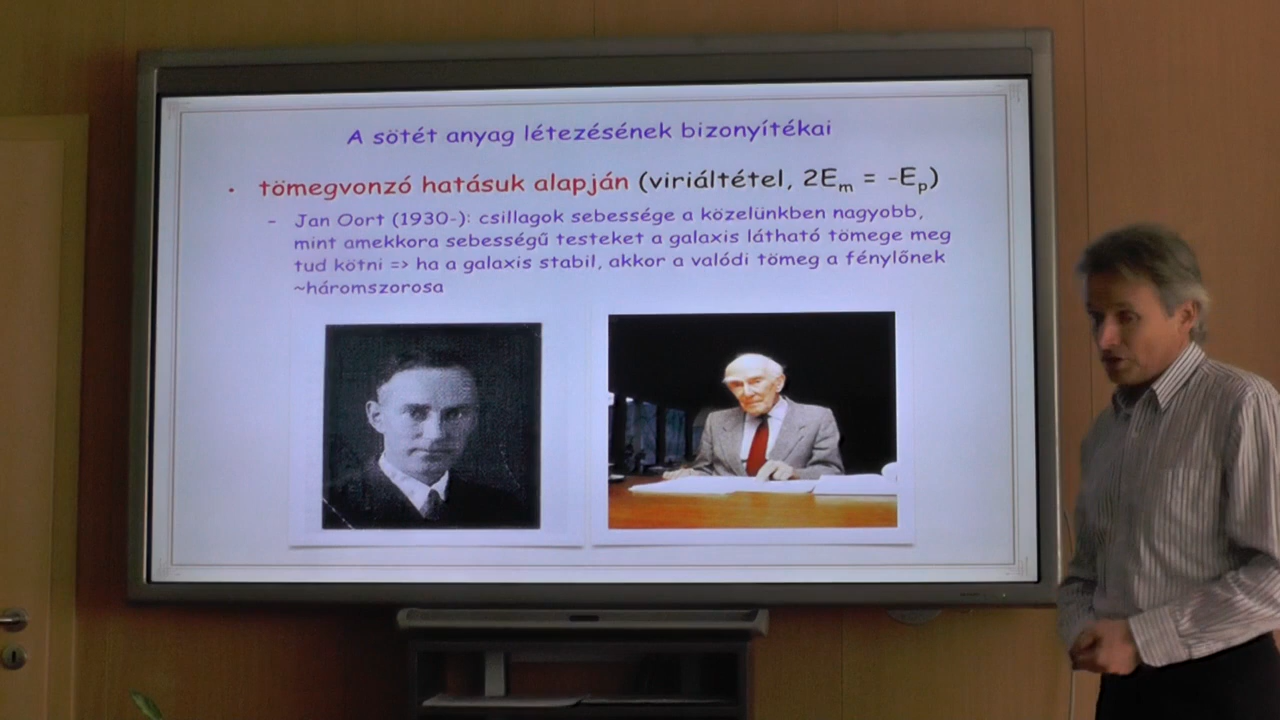 A sötét anyag létezésének bizonyítékai
• tömegvonzó hatásuk alapján (viriáltétel, 2Eₘ = -Eₚ)
– Jan Oort (1930-): csillagok sebessége a közelünkben nagyobb,
mint amekkora sebességű testeket a galaxis látható tömege meg
tud kötni => ha a galaxis stabil, akkor a valódi tömeg a fénylőnek
~háromszorosa